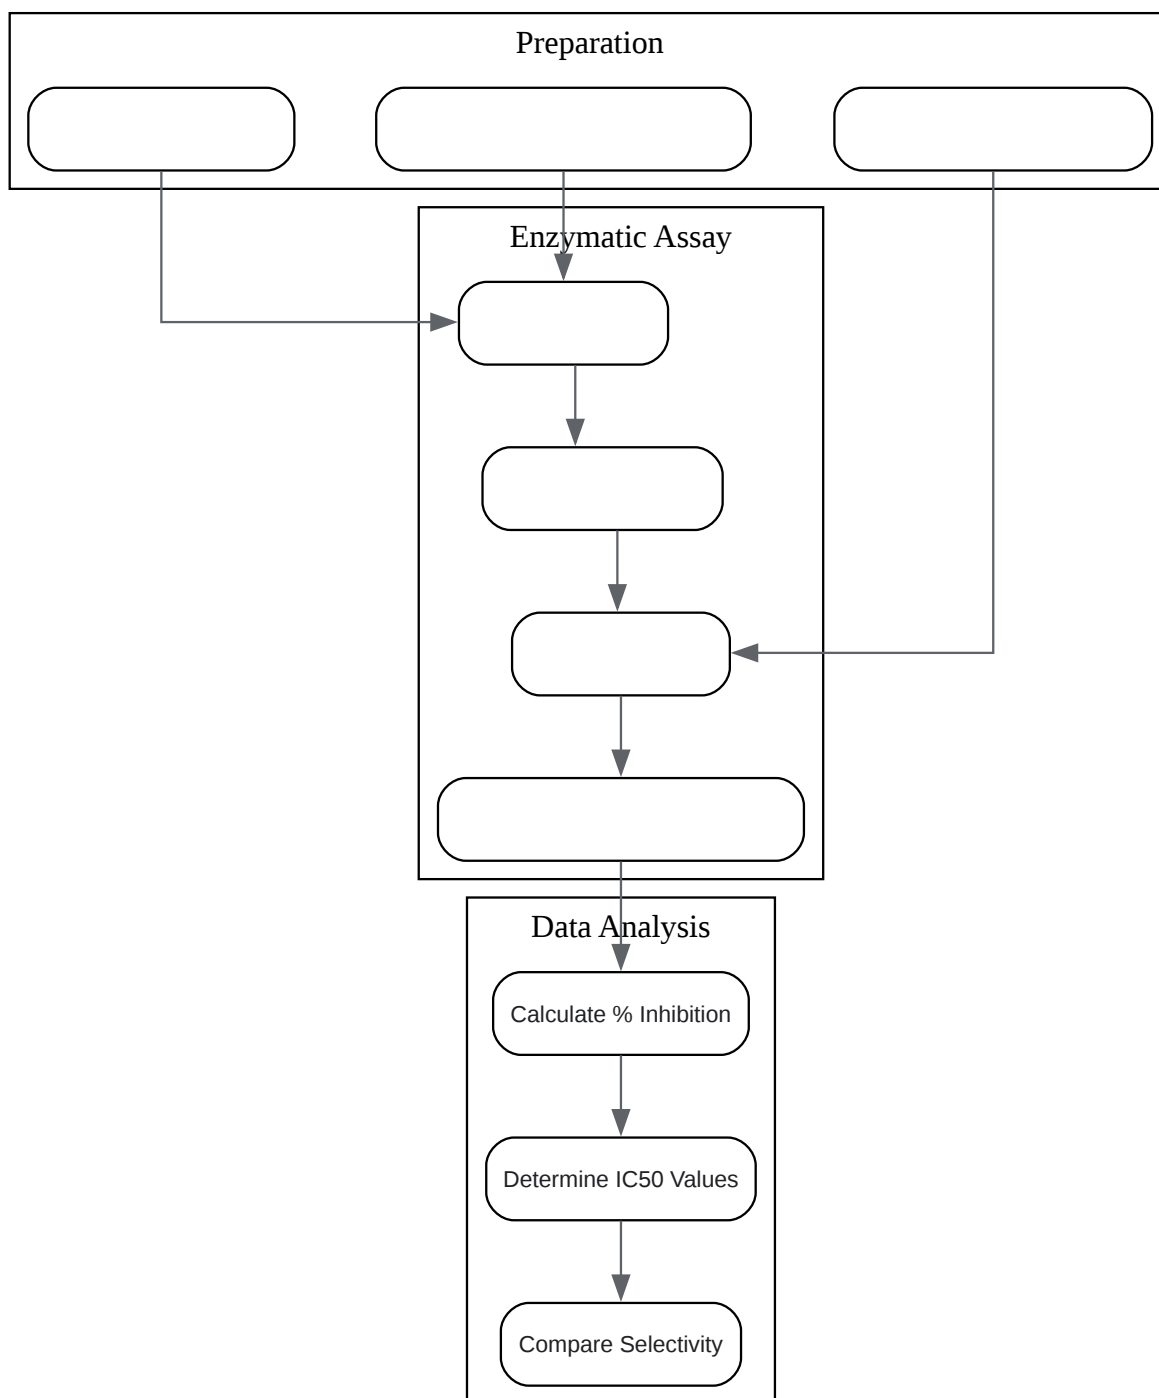 Preparation
Enzymatic Assay
Data Analysis
Calculate % Inhibition
Determine IC50 Values
Compare Selectivity